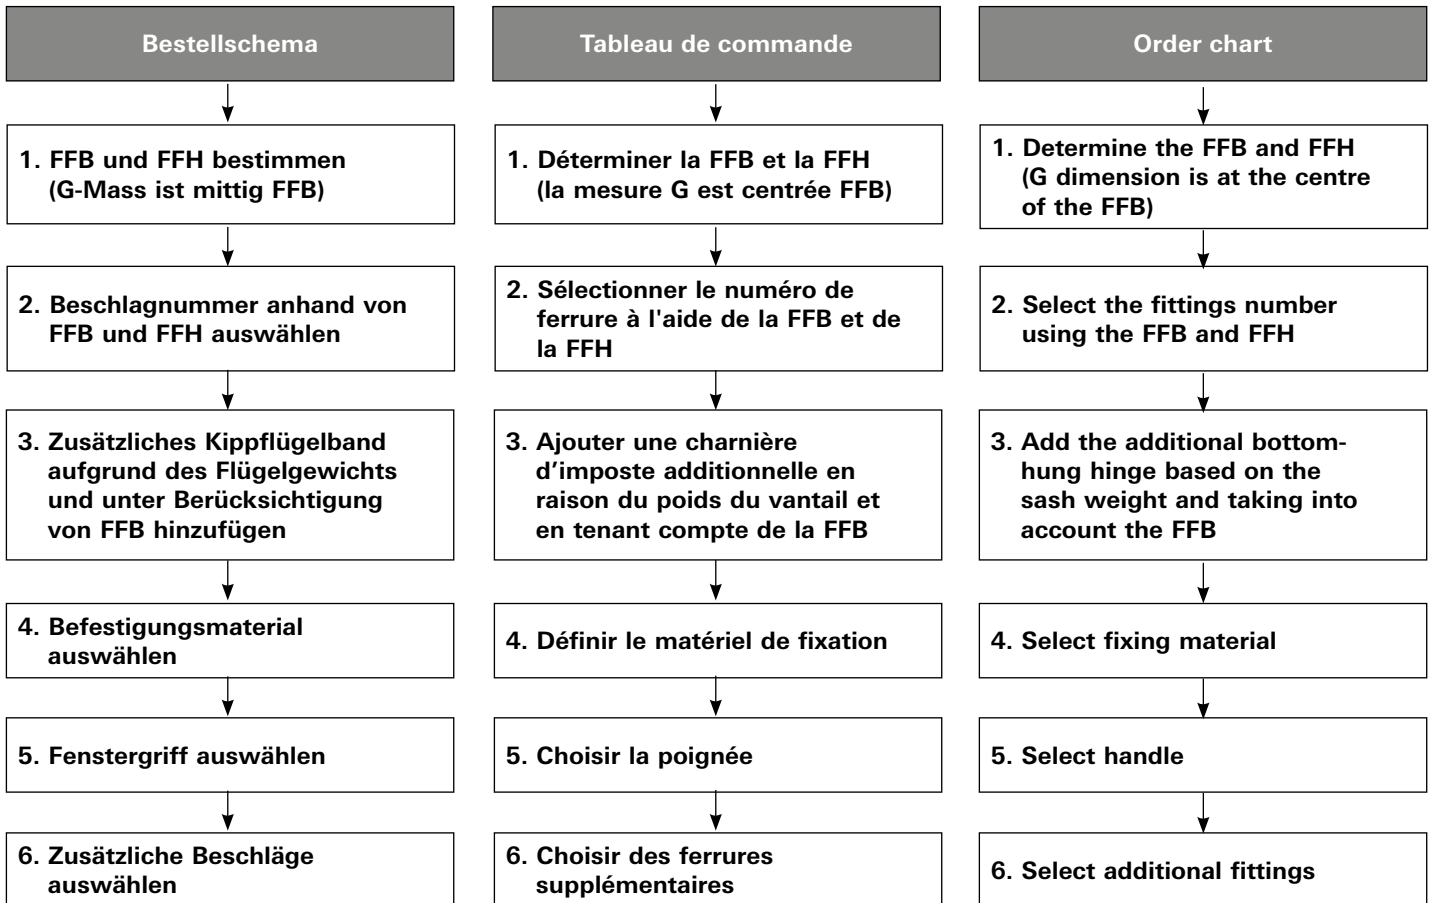 Bestellschema
1. FFB und FFH bestimmen
(G-Mass ist mittig FFB)
2. Beschlagnummer anhand von
FFB und FFH auswählen
3. Zusätzliches Kippflügelband
aufgrund des Flügelgewichts
und unter Berücksichtigung
von FFB hinzufügen
4. Befestigungsmaterial
auswählen
5. Fenstergriff auswählen
6. Zusätzliche Beschläge
auswählen
Tableau de commande
1. Déterminer la FFB et la FFH
(la mesure G est centrée FFB)
2. Sélectionner le numéro de
ferrure à l'aide de la FFB et de
la FFH
3. Ajouter une charnière
d’imposte additionnelle en
raison du poids du vantail et
en tenant compte de la FFB
4. Définir le matériel de fixation
5. Choisir la poignée
6. Choisir des ferrures
supplémentaires
Order chart
1. Determine the FFB and FFH
(G dimension is at the centre
of the FFB)
2. Select the fittings number
using the FFB and FFH
3. Add the additional bottom-
hung hinge based on the
sash weight and taking into
account the FFB
4. Select fixing material
5. Select handle
6. Select additional fittings